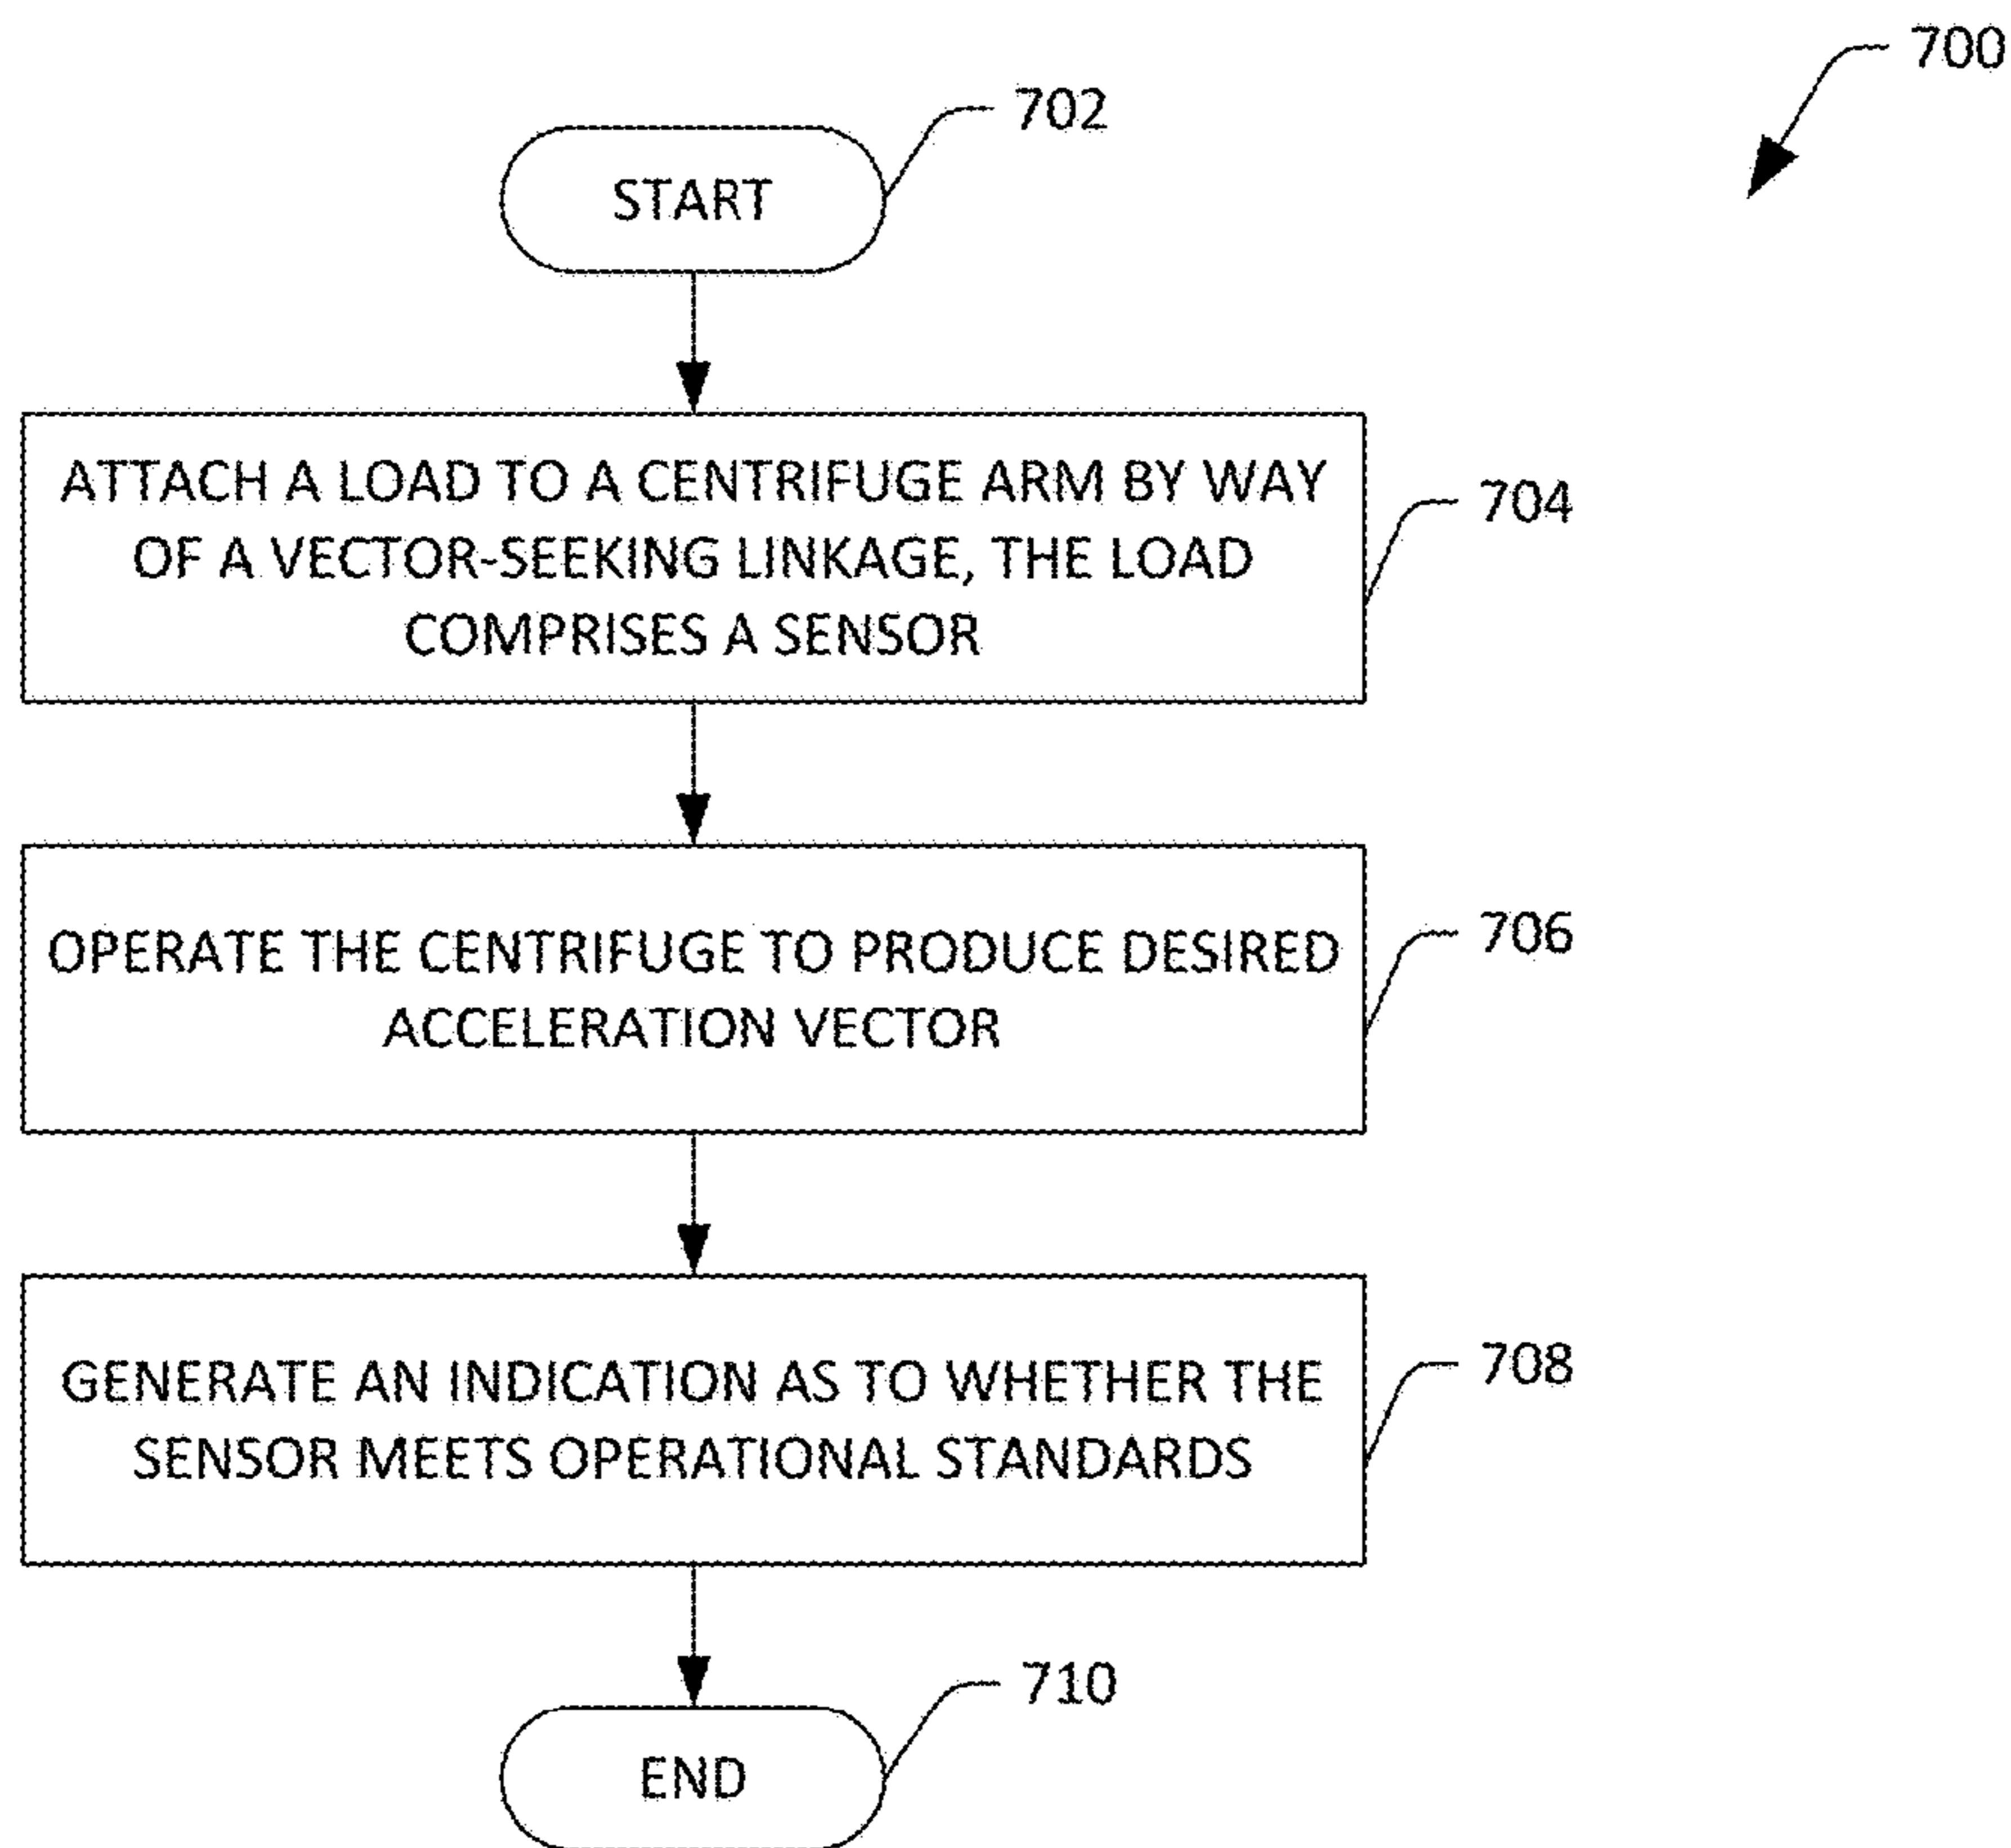 700
702
START
ATTACH A LOAD TO A CENTRIFUGE ARM BY WAY
OF A VECTOR-SEEKING LINKAGE, THE LOAD
COMPRISES A SENSOR
704
OPERATE THE CENTRIFUGE TO PRODUCE DESIRED
ACCELERATION VECTOR
706
GENERATE AN INDICATION AS TO WHETHER THE
SENSOR MEETS OPERATIONAL STANDARDS
708
710
END